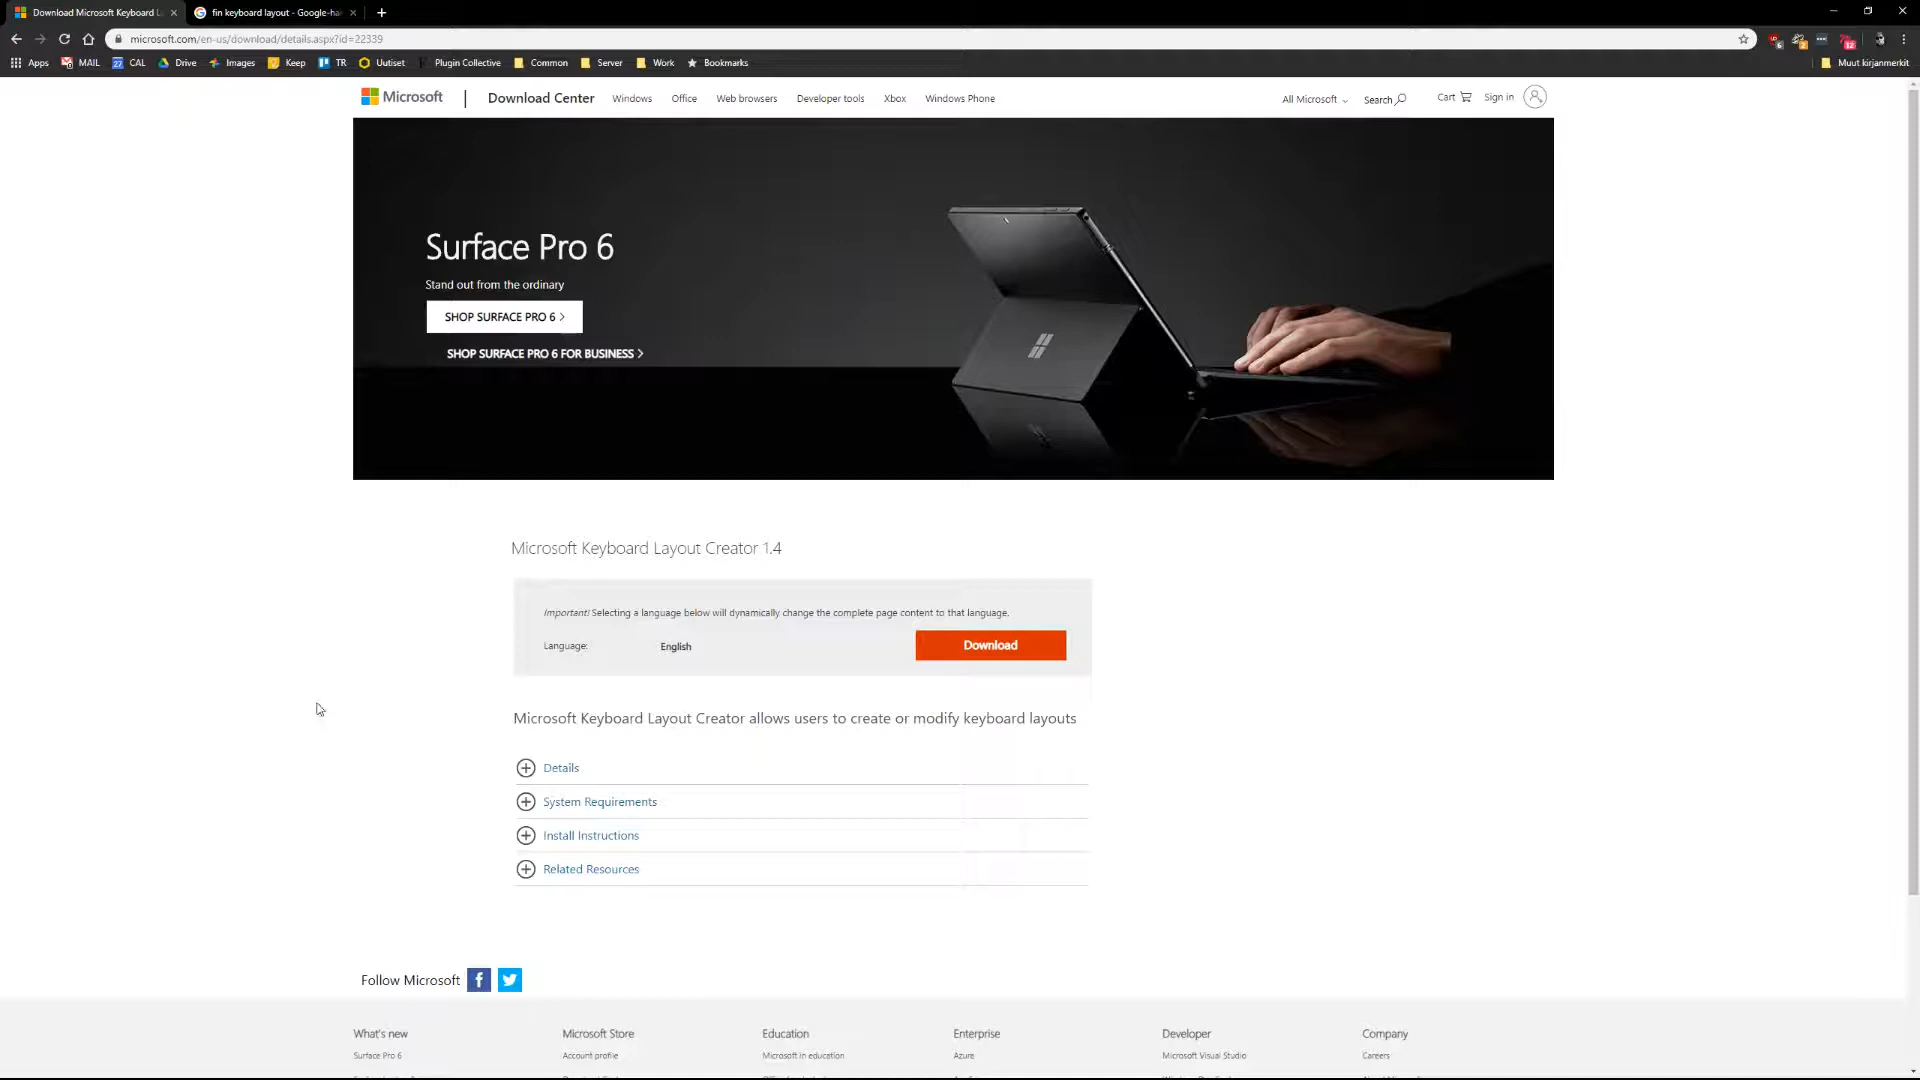 Download Microsoft Keyboard L
fin keyboard layout - Google-ha
microsoft.com/en-us/download/details.aspx?id=22339
Apps MAIL CAL Drive Images Keep TR Uutiset Plugin Collective Common Server Work Bookmarks Muut kirjanmerkit
Microsoft Download Center Windows Office Web browsers Developer tools Xbox Windows Phone All Microsoft Search Cart Sign in
Surface Pro 6
Stand out from the ordinary
SHOP SURFACE PRO 6 >
SHOP SURFACE PRO 6 FOR BUSINESS >
Microsoft Keyboard Layout Creator 1.4
Important! Selecting a language below will dynamically change the complete page content to that language.
Language: English Download
Microsoft Keyboard Layout Creator allows users to create or modify keyboard layouts
Details
System Requirements
Install Instructions
Related Resources
Follow Microsoft
What's new Microsoft Store Education Enterprise Developer Company
Surface Pro 6 Account profile Microsoft in education Azure Microsoft Visual Studio Careers